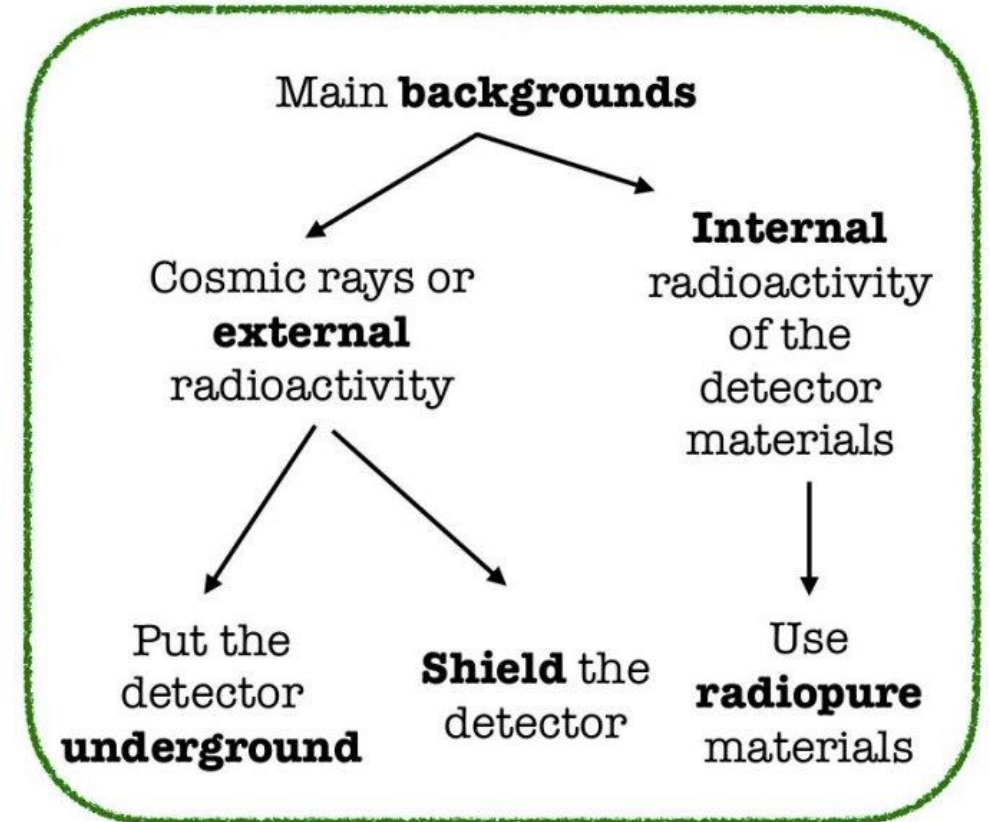 Main backgrounds
Cosmic rays or
external
radioactivity
Internal
radioactivity
of the
detector
materials
Put the
detector
underground
Shield the
detector
Use
radiopure
materials